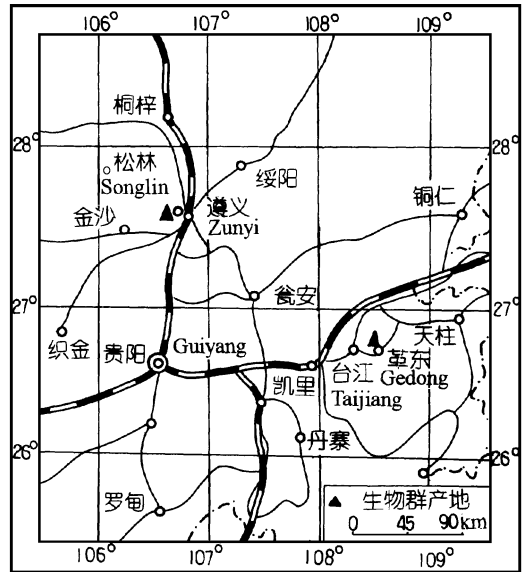 106° 107° 108° 109°
桐梓
28° 28°
松林
Songlin
绥阳
铜仁
遵义
Zunyi
金沙
27° 27°
瓮安
织金
贵阳 Guiyang
天柱
台江
Taijiang
革东
Gedong
凯里
26° 26°
丹寨
罗甸
生物群产地
0 45 90km
106° 107° 108° 109°